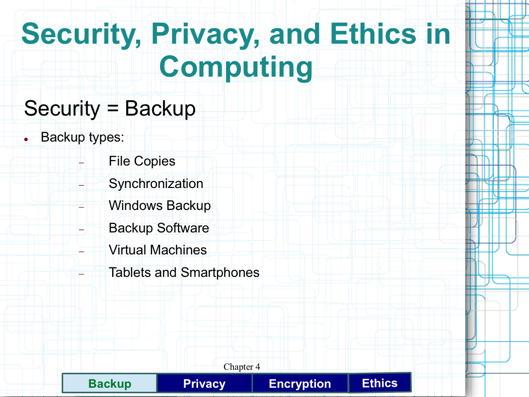 Security, Privacy, and Ethics in
Computing
Security = Backup
● Backup types:
– File Copies
– Synchronization
– Windows Backup
– Backup Software
– Virtual Machines
– Tablets and Smartphones
Chapter 4
Backup Privacy Encryption Ethics